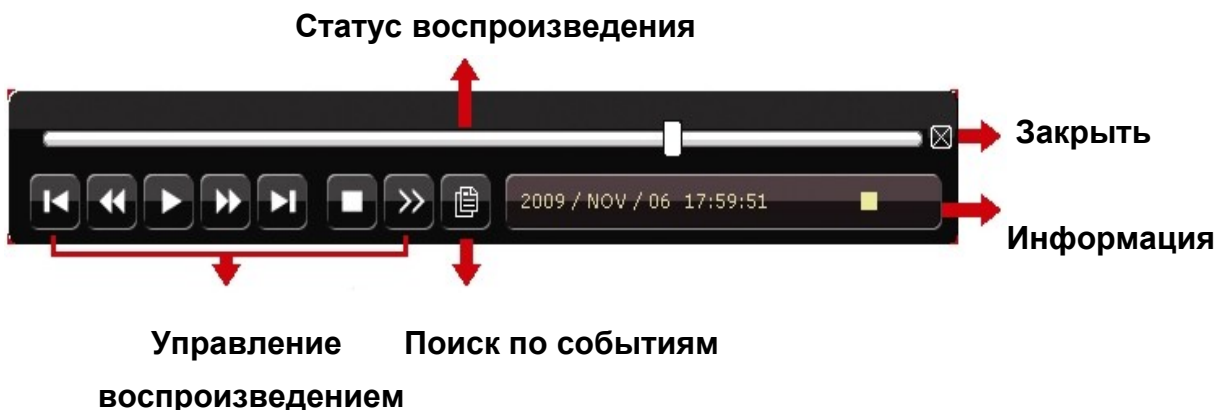 Статус воспроизведения
Закрыть
2009 / NOV / 06 17:59:51
Информация
Управление
воспроизведением
Поиск по событиям